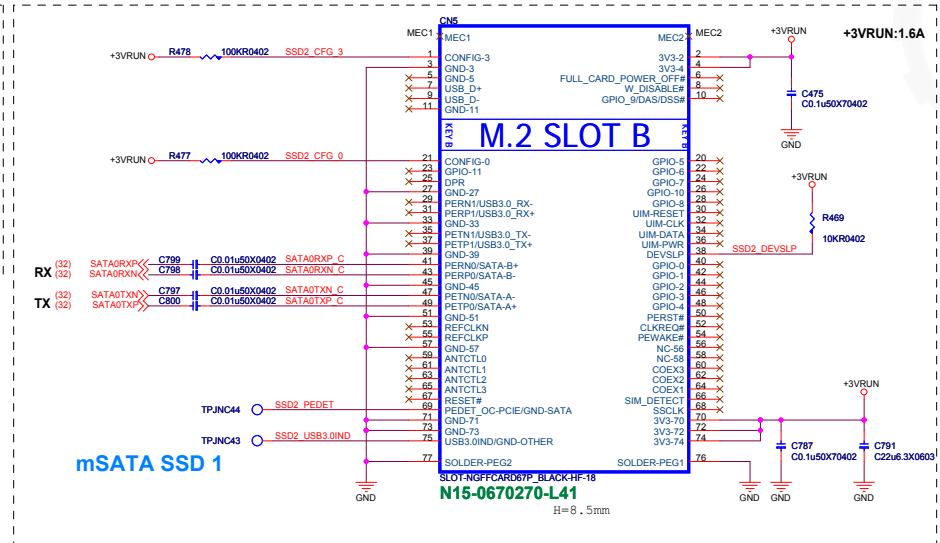 CN5
MEC1 MEC1 MEC2 MEC2
+3VRUN +3VRUN:1.6A
+3VRUN R478 100KR0402 SSD2_CFG_3 1 CONFIG-3 3V3-2 2
3 GND-3 3V3-4 4
5 GND-5 FULL_CARD_POWER_OFF# 6
7 USB_D+ W_DISABLE# 8
9 USB_D- GPIO_9/DAS/DSS# 10
11 GND-11
C475
C0.1u50X70402
GND
KEY B M.2 SLOT B KEY B
+3VRUN R477 100KR0402 SSD2_CFG_0 21 CONFIG-0 GPIO-5 20
23 GPIO-11 GPIO-6 22
25 DPR GPIO-7 24
27 GND-27 GPIO-10 26
29 PERN1/USB3.0_RX- GPIO-8 28
31 PERP1/USB3.0_RX+ UIM-RESET 30
33 GND-33 UIM-CLK 32
35 PETN1/USB3.0_TX- UIM-DATA 34
37 PETP1/USB3.0_TX+ UIM-PWR 36
39 GND-39 DEVSLP 38 SSD2_DEVSLP
+3VRUN
R469
10KR0402
RX (32) SATA0RXP C799 C0.01u50X0402 SATA0RXP_C 41 PERN0/SATA-B+ GPIO-0 40
(32) SATA0RXN C798 C0.01u50X0402 SATA0RXN_C 43 PERP0/SATA-B- GPIO-1 42
45 GND-45 GPIO-2 44
TX (32) SATA0TXN C797 C0.01u50X0402 SATA0TXN_C 47 PETN0/SATA-A- GPIO-3 46
(32) SATA0TXP C800 C0.01u50X0402 SATA0TXP_C 49 PETP0/SATA-A+ GPIO-4 48
51 GND-51 PERST# 50
53 REFCLKN CLKREQ# 52
55 REFCLKP PEWAKE# 54
57 GND-57 NC-56 56
59 ANTCTL0 NC-58 58
61 ANTCTL1 COEX3 60
63 ANTCTL2 COEX2 62
65 ANTCTL3 COEX1 64
67 RESET# SIM_DETECT 66
TPJNC44 SSD2_PEDET 69 PEDET_OC-PCIE/GND-SATA SSCLK 68
71 GND-71 3V3-70 70
73 GND-73 3V3-72 72
TPJNC43 SSD2_USB3.0IND 75 USB3.0IND/GND-OTHER 3V3-74 74
77 SOLDER-PEG2 SOLDER-PEG1 76
+3VRUN
C787
C0.1u50X70402
C791
C22u6.3X0603
GND GND GND GND
mSATA SSD 1
SLOT-NGFFCARD67P_BLACK-HF-18
N15-0670270-L41
H=8.5mm